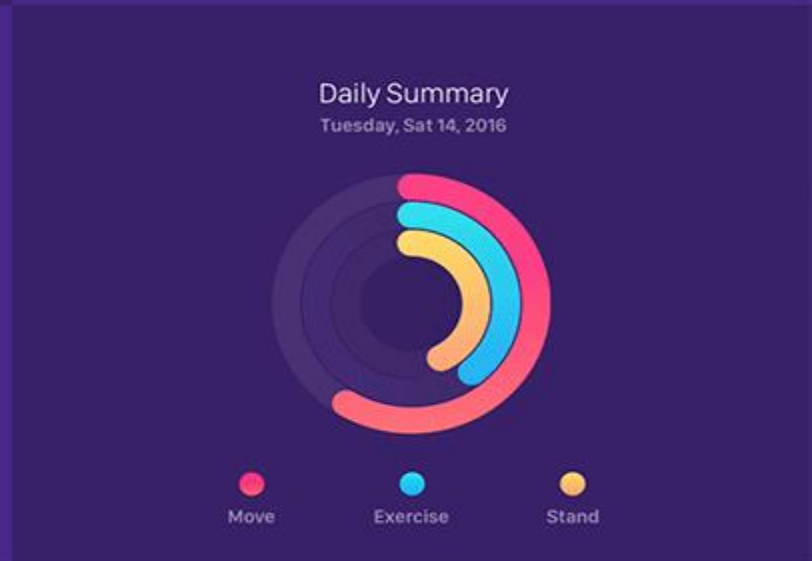 Daily Summary
Tuesday, Sat 14, 2016
Move
Exercise
Stand